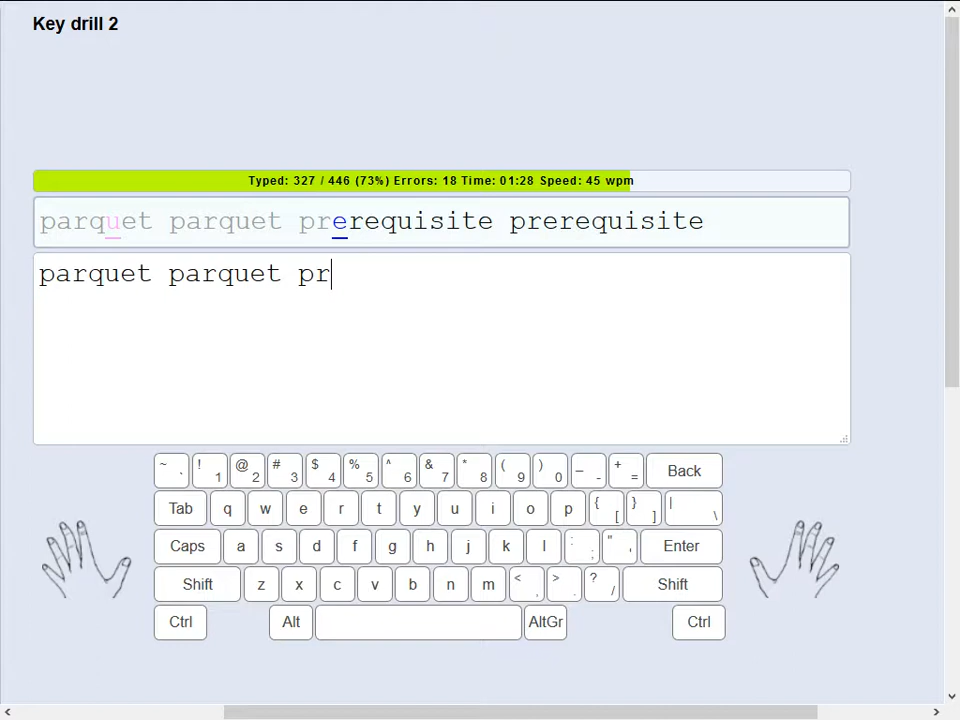 Key drill 2
Typed: 327 / 446 (73%) Errors: 18 Time: 01:28 Speed: 45 wpm
parquet parquet prerequisite prerequisite
parquet parquet pr
~ ` ! 1 @ 2 # 3 $ 4 % 5 ^ 6 & 7 * 8 ( 9 ) 0 _ - + = Back
Tab q w e r t y u i o p { [ } ] | \
Caps a s d f g h j k l : ; " ' Enter
Shift z x c v b n m < , > . ? / Shift
Ctrl Alt AltGr Ctrl